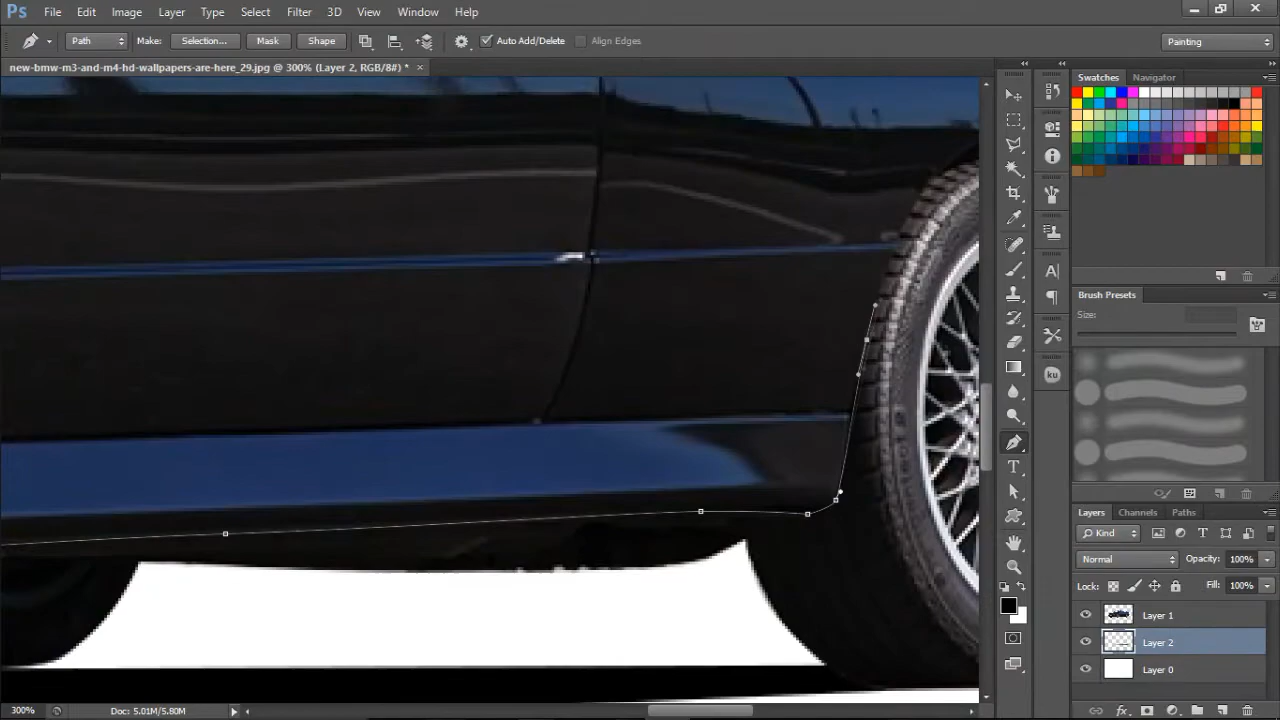 Ps File Edit Image Layer Type Select Filter 3D View Window Help
Path Make: Selection... Mask Shape Auto Add/Delete Align Edges Painting
new-bmw-m3-and-m4-hd-wallpapers-are-here_29.jpg @ 300% (Layer 2, RGB/8#) *
Swatches Navigator
Brush Presets
Size:
ku
Layers Channels Paths
Kind
Normal Opacity: 100%
Lock: Fill: 100%
Layer 1
Layer 2
Layer 0
300% Doc: 5.01M/5.80M